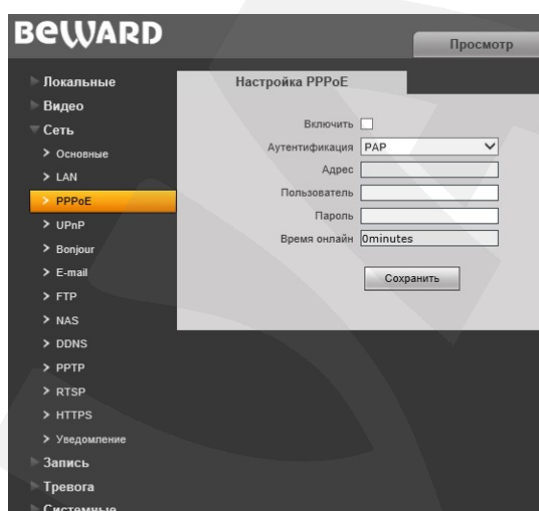 BEWARD
Просмотр
Локальные
Видео
Сеть
Основные
LAN
PPPoE
UPnP
Bonjour
E-mail
FTP
NAS
DDNS
PPTP
RTSP
HTTPS
Уведомление
Запись
Тревога
Системные
Настройка PPPoE
Включить
Аутентификация PAP
Адрес
Пользователь
Пароль
Время онлайн 0minutes
Сохранить